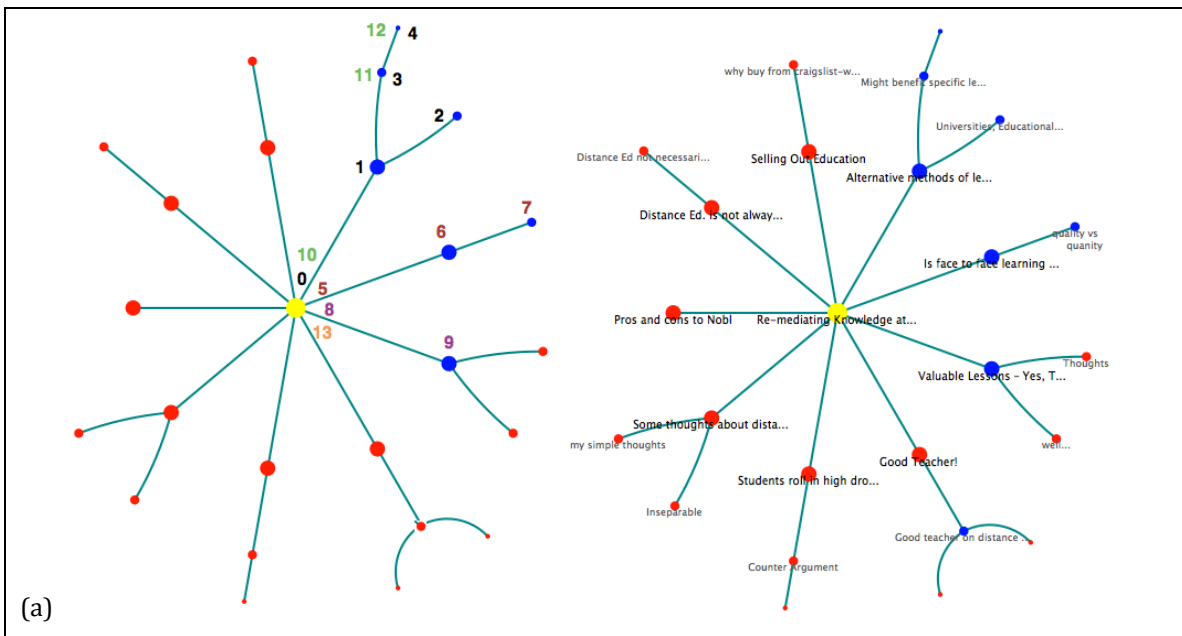 12
4
11
3
2
1
7
6
10
0
5
8
13
9
why buy from craigslist-w...
Might benefit specific le...
Universities, Educational...
Distance Ed not necessari...
Selling Out Education
Alternative methods of le...
Distance Ed. is not alway...
quality vs
quanity
Is face to face learning ...
Pros and cons to Nobl
Re-mediating Knowledge at...
Thoughts
Valuable Lessons - Yes, T...
Some thoughts about dista...
my simple thoughts
well...
Good Teacher!
Students roll in high dro...
Inseparable
Good teacher on distance ...
Counter Argument
(a)